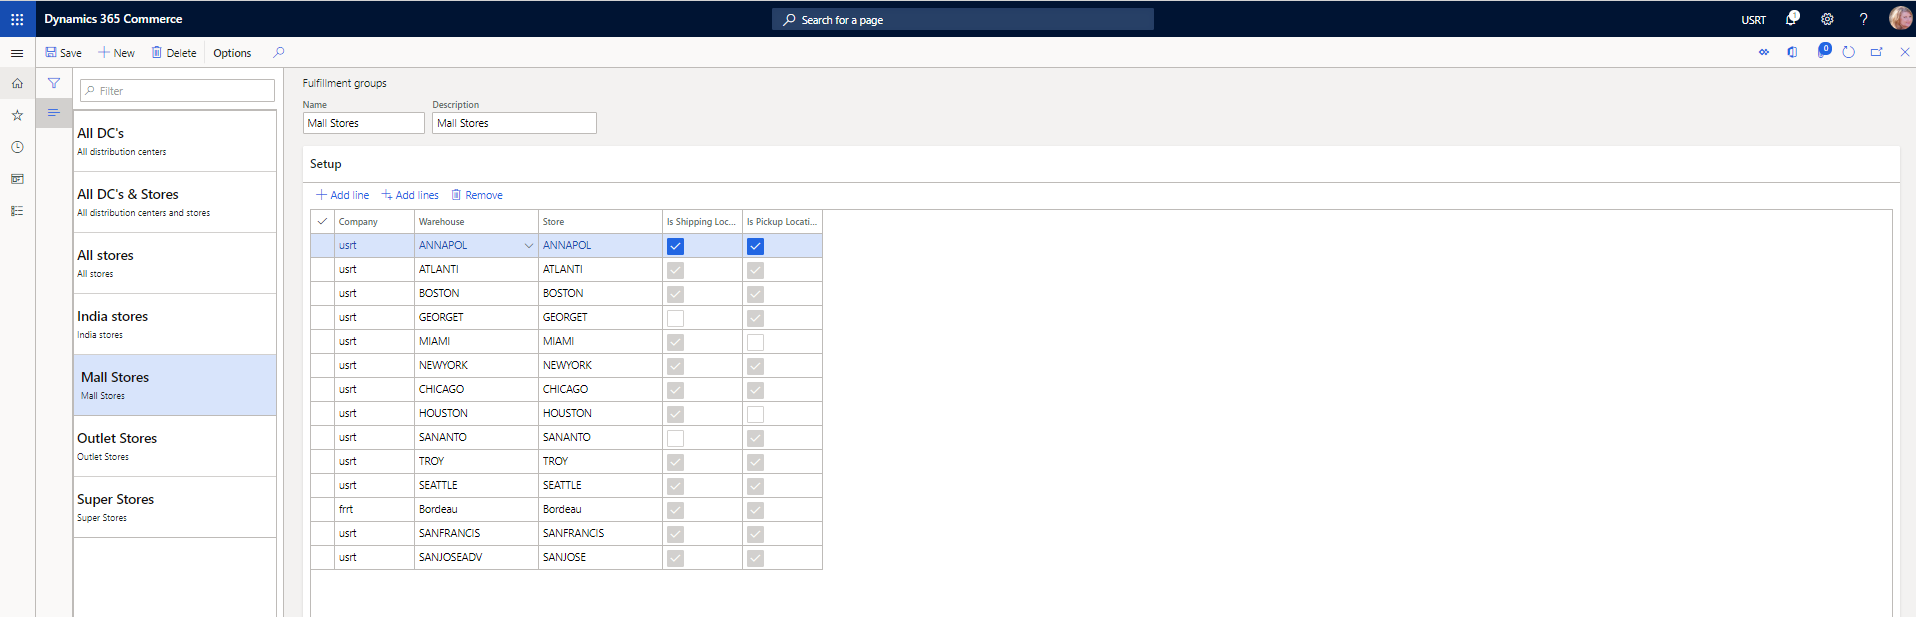 Dynamics 365 Commerce
Search for a page
USRT
1
?
Save
New
Delete
Options
0
Filter
All DC's
All distribution centers
All DC's & Stores
All distribution centers and stores
All stores
All stores
India stores
India stores
Mall Stores
Mall Stores
Outlet Stores
Outlet Stores
Super Stores
Super Stores
Fulfillment groups
Name Description
Mall Stores Mall Stores
Setup
Add line Add lines Remove
Company Warehouse Store Is Shipping Loc... Is Pickup Locati...
usrt ANNAPOL ANNAPOL
usrt ATLANTI ATLANTI
usrt BOSTON BOSTON
usrt GEORGET GEORGET
usrt MIAMI MIAMI
usrt NEWYORK NEWYORK
usrt CHICAGO CHICAGO
usrt HOUSTON HOUSTON
usrt SANANTO SANANTO
usrt TROY TROY
usrt SEATTLE SEATTLE
frrt Bordeau Bordeau
usrt SANFRANCIS SANFRANCIS
usrt SANJOSEADV SANJOSE